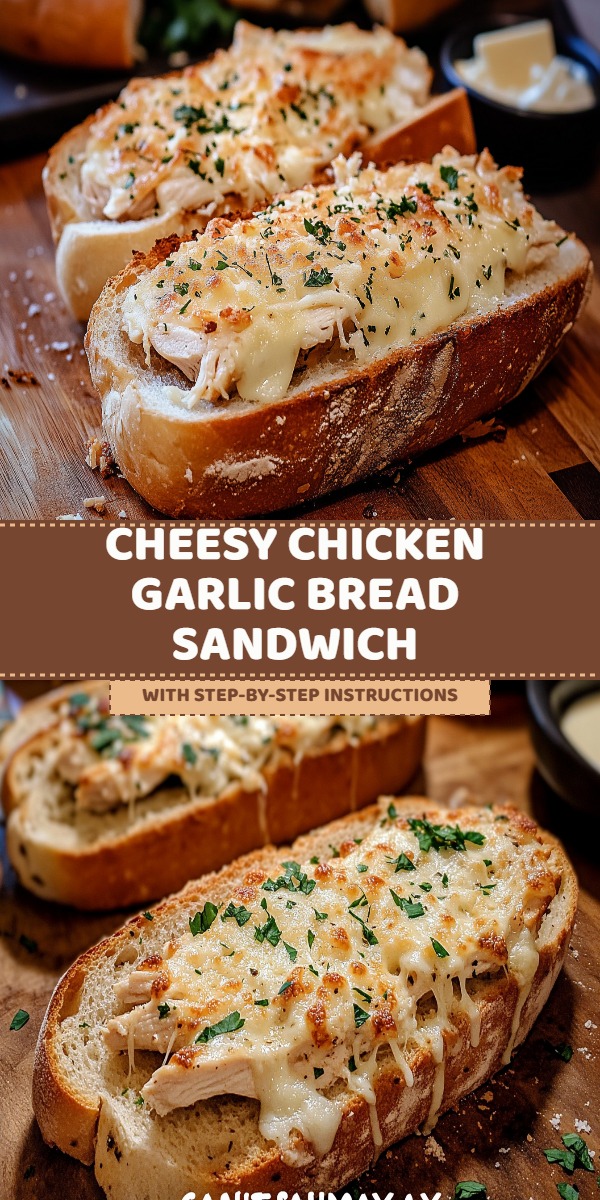 CHEESY CHICKEN
GARLIC BREAD
SANDWICH
WITH STEP-BY-STEP INSTRUCTIONS